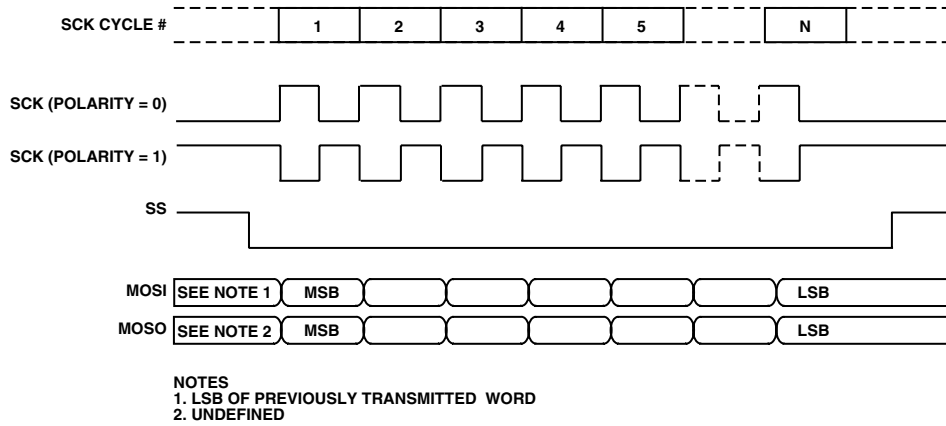 SCK CYCLE # 1 2 3 4 5 N
SCK (POLARITY = 0)
SCK (POLARITY = 1)
SS
MOSI SEE NOTE 1 MSB LSB
MOSO SEE NOTE 2 MSB LSB
NOTES
1. LSB OF PREVIOUSLY TRANSMITTED WORD
2. UNDEFINED